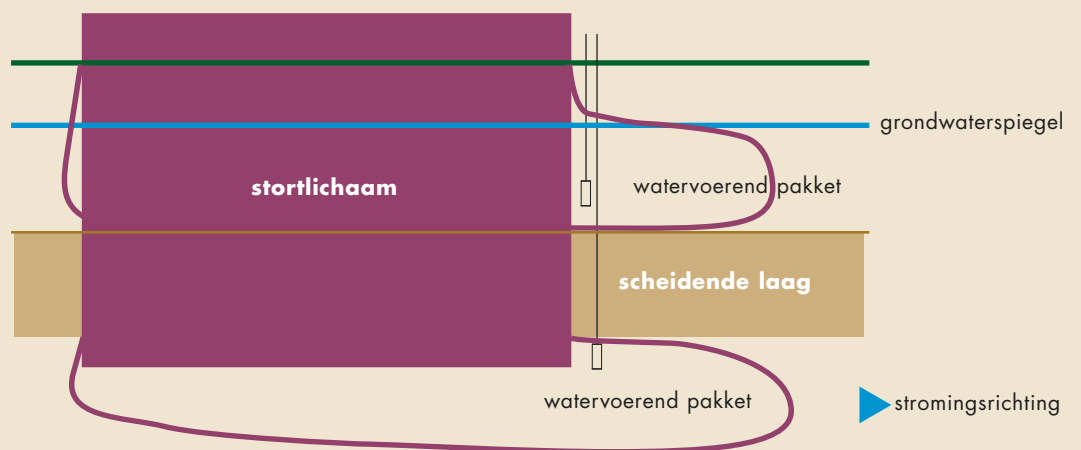 grondwaterspiegel
stortlichaam
watervoerend pakket
scheidende laag
watervoerend pakket
stromingsrichting